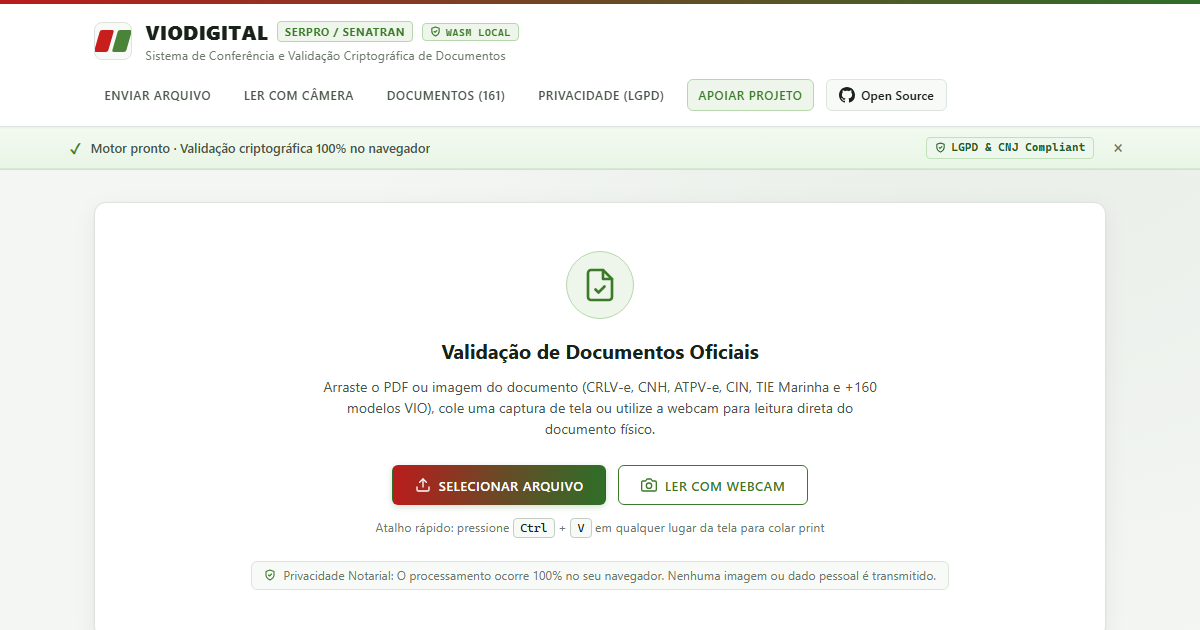 VIODIGITAL SERPRO / SENATRAN WASM LOCAL
Sistema de Conferência e Validação Criptográfica de Documentos
ENVIAR ARQUIVO LER COM CÂMERA DOCUMENTOS (161) PRIVACIDADE (LGPD) APOIAR PROJETO Open Source
✓ Motor pronto · Validação criptográfica 100% no navegador LGPD & CNJ Compliant ×
Validação de Documentos Oficiais
Arraste o PDF ou imagem do documento (CRLV-e, CNH, ATPV-e, CIN, TIE Marinha e +160
modelos VIO), cole uma captura de tela ou utilize a webcam para leitura direta do
documento físico.
SELECIONAR ARQUIVO LER COM WEBCAM
Atalho rápido: pressione Ctrl + V em qualquer lugar da tela para colar print
Privacidade Notarial: O processamento ocorre 100% no seu navegador. Nenhuma imagem ou dado pessoal é transmitido.